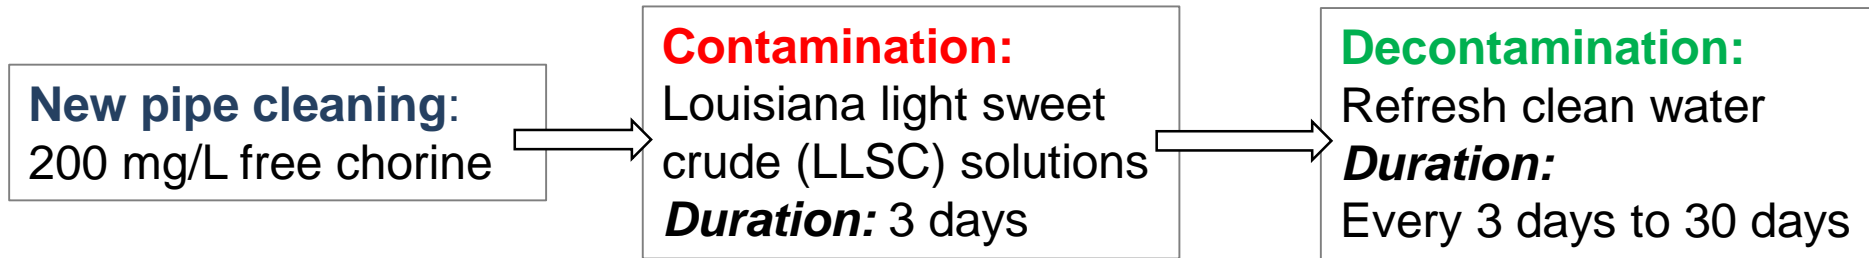 New pipe cleaning:
200 mg/L free chorine
Contamination:
Louisiana light sweet
crude (LLSC) solutions
Duration: 3 days
Decontamination:
Refresh clean water
Duration:
Every 3 days to 30 days